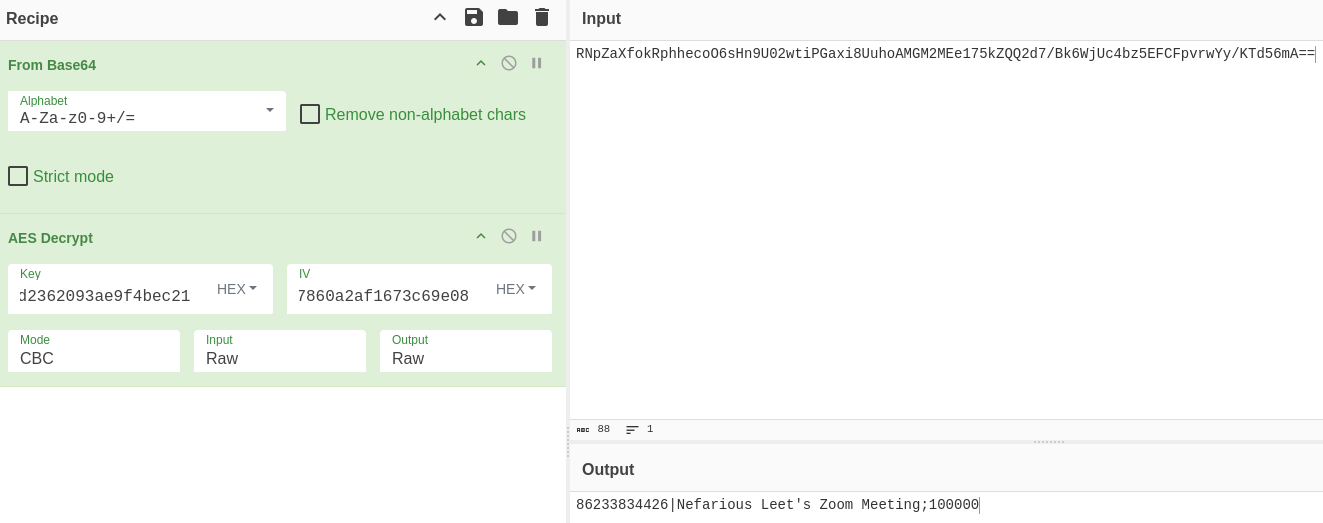 Recipe
From Base64
Alphabet
A-Za-z0-9+/=
Remove non-alphabet chars
Strict mode
AES Decrypt
Key
d2362093ae9f4bec21
HEX
IV
7860a2af1673c69e08
HEX
Mode
CBC
Input
Raw
Output
Raw
Input
RNpZaXfokRphhecoO6sHn9U02wtiPGaxi8UuhoAMGM2MEe175kZQQ2d7/Bk6WjUc4bz5EFCFpvrwYy/KTd56mA==
ABC 88 1
Output
86233834426|Nefarious Leet's Zoom Meeting;100000